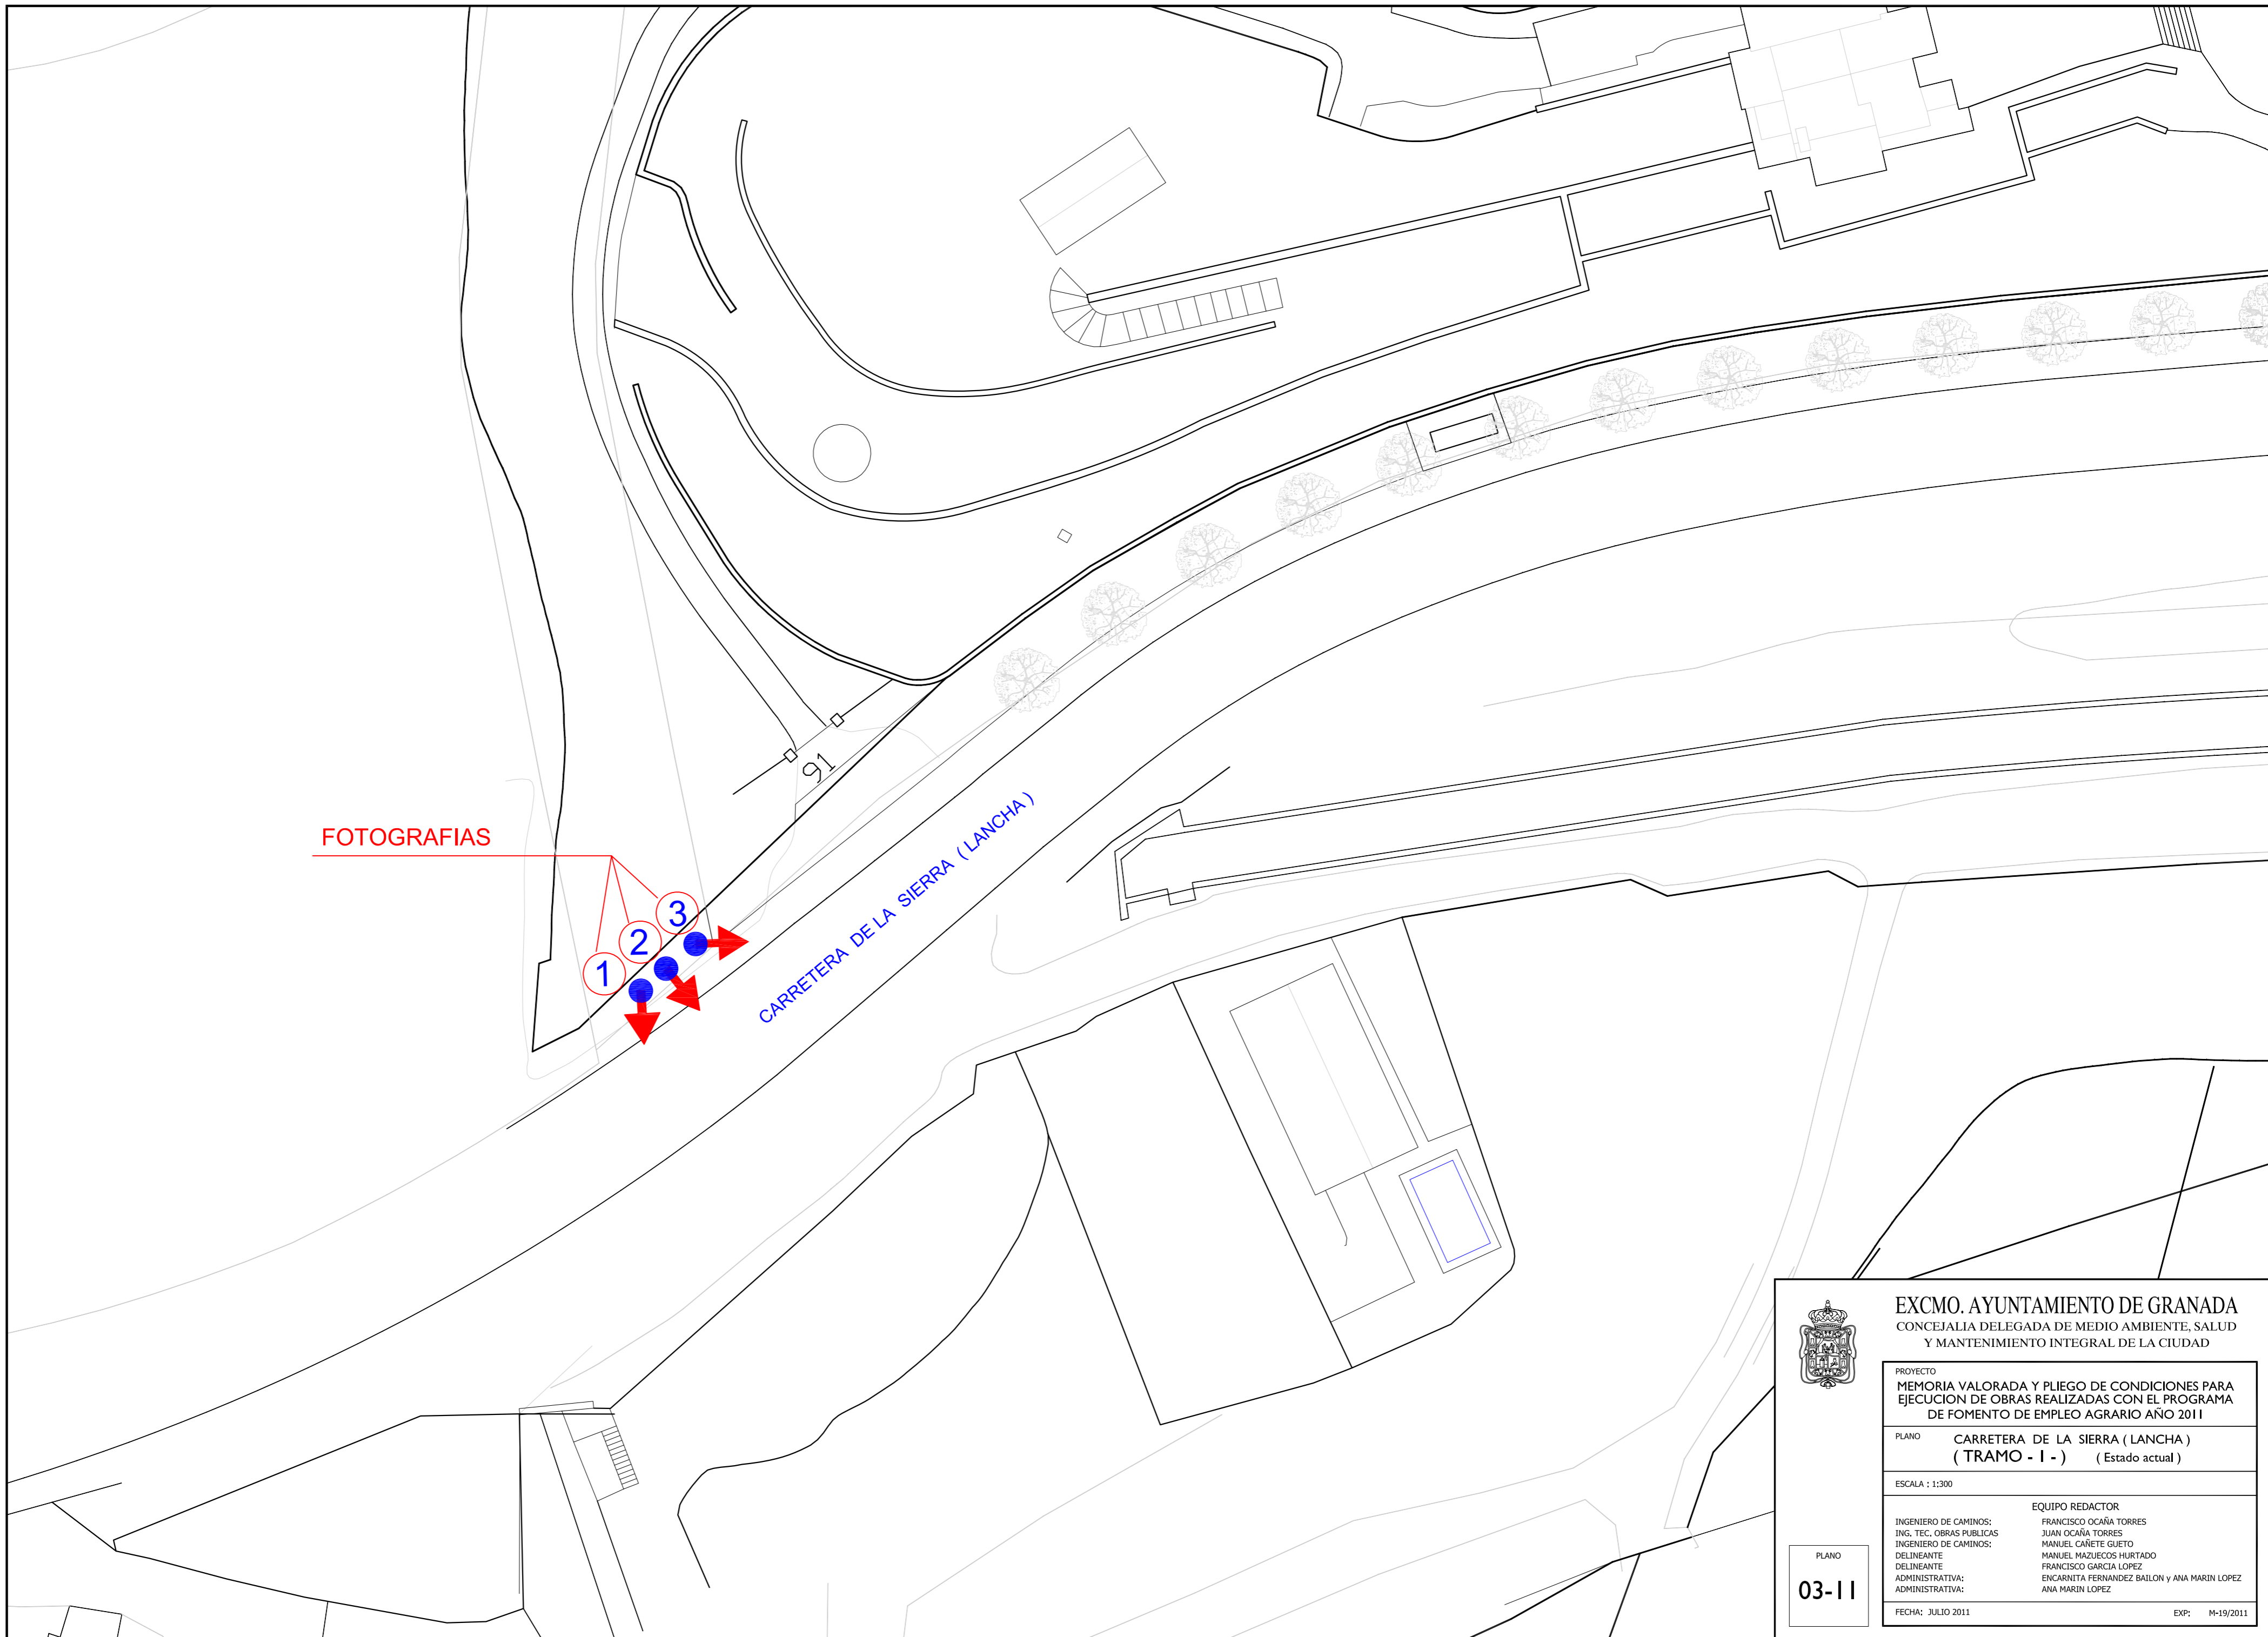 91
FOTOGRAFIAS
3
2
1
CARRETERA DE LA SIERRA ( LANCHA )
EXCMO. AYUNTAMIENTO DE GRANADA
CONCEJALIA DELEGADA DE MEDIO AMBIENTE, SALUD
Y MANTENIMIENTO INTEGRAL DE LA CIUDAD
PROYECTO
MEMORIA VALORADA Y PLIEGO DE CONDICIONES PARA
EJECUCION DE OBRAS REALIZADAS CON EL PROGRAMA
DE FOMENTO DE EMPLEO AGRARIO AÑO 2011
PLANO CARRETERA DE LA SIERRA ( LANCHA )
( TRAMO - 1 - ) ( Estado actual )
ESCALA : 1:300
EQUIPO REDACTOR
INGENIERO DE CAMINOS: FRANCISCO OCAÑA TORRES
ING. TEC. OBRAS PUBLICAS JUAN OCAÑA TORRES
INGENIERO DE CAMINOS: MANUEL CAÑETE GUETO
DELINEANTE MANUEL MAZUECOS HURTADO
DELINEANTE FRANCISCO GARCIA LOPEZ
ADMINISTRATIVA: ENCARNITA FERNANDEZ BAILON y ANA MARIN LOPEZ
ADMINISTRATIVA: ANA MARIN LOPEZ
FECHA: JULIO 2011 EXP: M-19/2011
PLANO
03-11